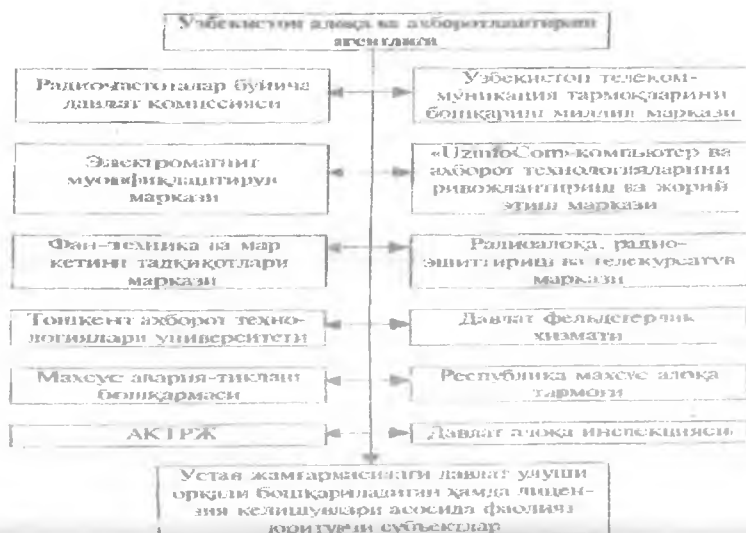 Узбекистон алоқа ва ахборотлаштириш
агентлиги
Радиочастоталар бўйича
давлат комиссияси
Узбекистон телеком-
муникация тармоқларини
бошқариш миллий маркази
Электромагнит
мувофиқлаштирув
маркази
«UzinfoCom»-компьютер ва
ахборот технологияларини
ривожлантириш ва жорий
этиш маркази
Фан-техника ва мар
кетинг тадқиқотлари
маркази
Радиоалоқа, радио-
эшиттириш ва телекурсатув
маркази
Тошкент ахборот техно-
логиялари университети
Давлат фельдъегерлик
хизмати
Махсус авария-тиклаш
бошқармаси
Республика махсус алоқа
тармоғи
АКТРЖ
Давлат алоқа инспекцияси
Устав жамғармасидаги давлат улуши
орқали бошқариладиган ҳамда лицен-
зия келишувлари асосида фаолият
юритувчи субъектлар